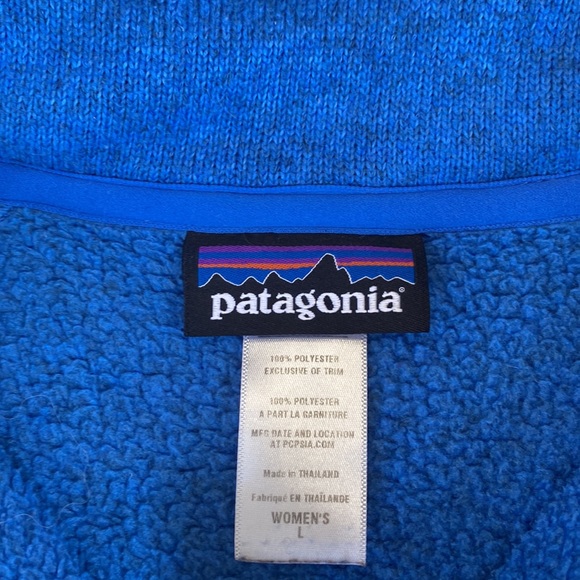 patagonia®
100% POLYESTER
EXCLUSIVE OF TRIM
100% POLYESTER
A PART LA GARNITURE
MFG DATE AND LOCATION
AT PCPSIA.COM
Made in THAILAND
Fabriqué EN THAÏLANDE
WOMEN'S
L